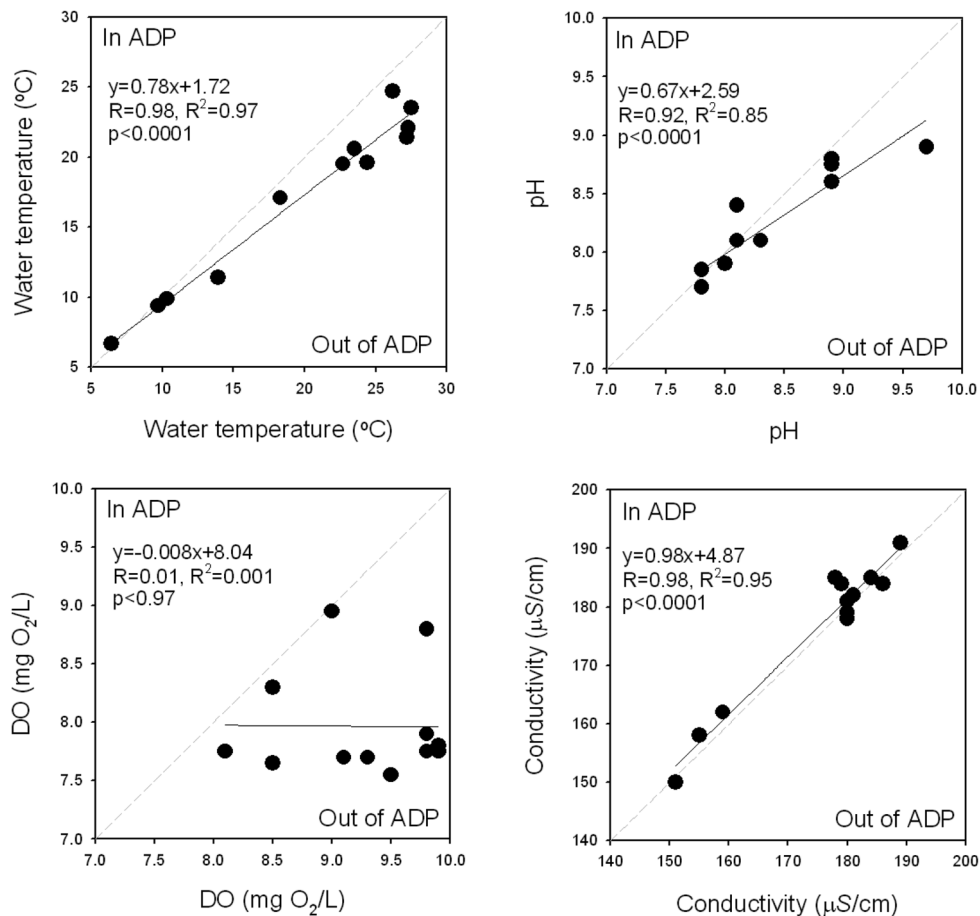 In ADP
y=0.78x+1.72
R=0.98, R²=0.97
p<0.0001
Out of ADP
30
25
20
15
10
5
5 10 15 20 25 30
Water temperature (ºC)
Water temperature (ºC)
In ADP
y=0.67x+2.59
R=0.92, R²=0.85
p<0.0001
Out of ADP
10.0
9.5
9.0
8.5
8.0
7.5
7.0
7.0 7.5 8.0 8.5 9.0 9.5 10.0
pH
pH
In ADP
y=-0.008x+8.04
R=0.01, R²=0.001
p<0.97
Out of ADP
10.0
9.5
9.0
8.5
8.0
7.5
7.0
7.0 7.5 8.0 8.5 9.0 9.5 10.0
DO (mg O₂/L)
DO (mg O₂/L)
In ADP
y=0.98x+4.87
R=0.98, R²=0.95
p<0.0001
Out of ADP
200
190
180
170
160
150
140
140 150 160 170 180 190 200
Conductivity (µS/cm)
Conductivity (µS/cm)